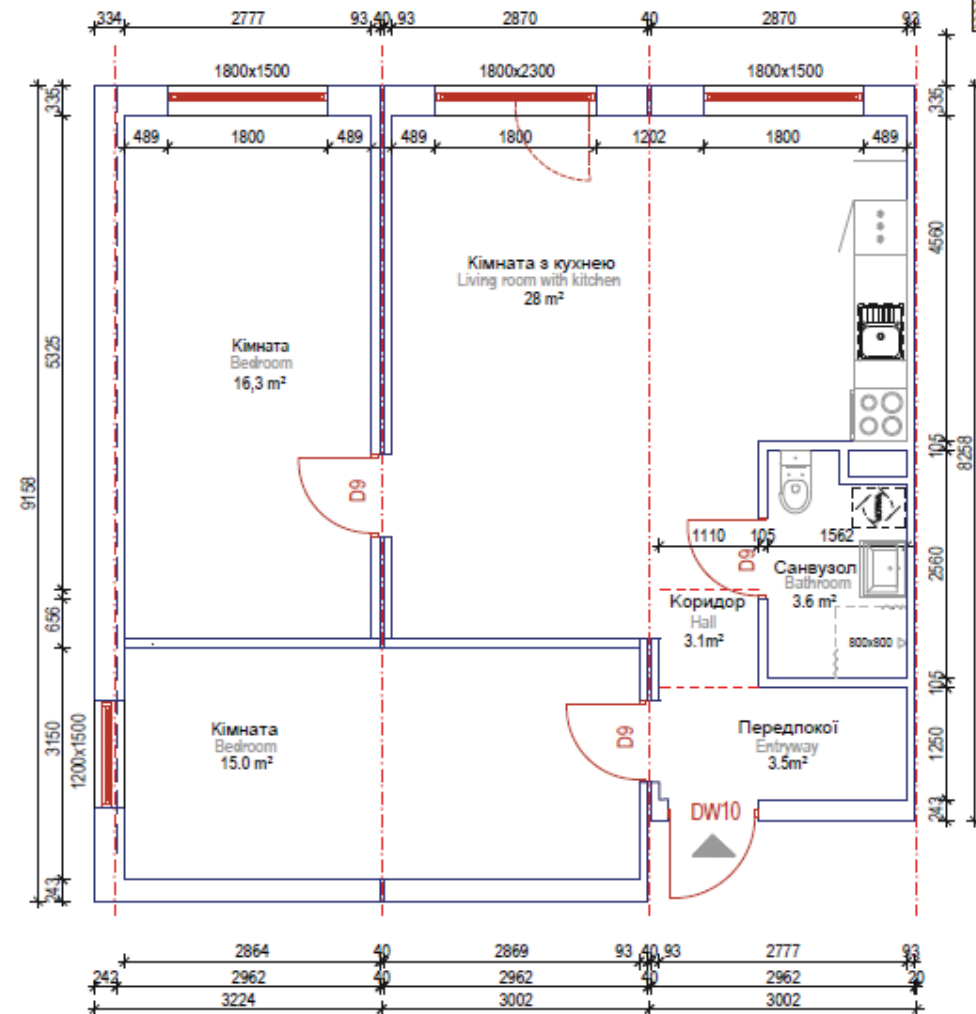 334 2777 93 40 93 2870 40 2870 93
1800x1500 1800x2300 1800x1500
335 335
489 1800 489 489 1800 1202 1800 489
4560
Кімната з кухнею
Living room with kitchen
28 m²
5325
Кімната
Bedroom
16,3 m²
105
8258
9158
D9
1110 105 1562
D9
2560
Санвузол
Bathroom
3.6 m²
656
Коридор
Hall
3.1m²
800x800
105
3150
1200x1500
Кімната
Bedroom
15.0 m²
D9
Передпокої
Entryway
3.5m²
1250
DW10
243
243
2864 40 2869 93 40 93 2777 93
242 2962 40 2962 40 2962 20
3224 3002 3002